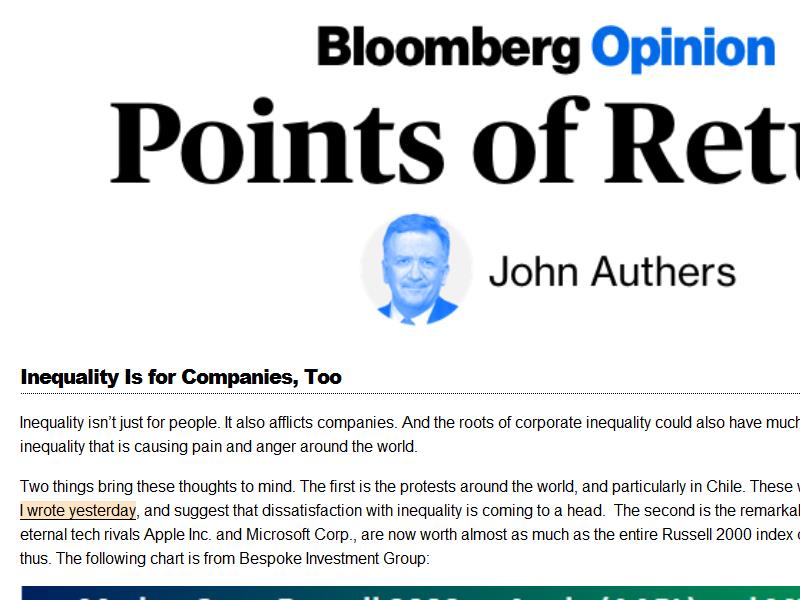 Bloomberg Opinion
Points of Retu
John Authers
Inequality Is for Companies, Too
Inequality isn't just for people. It also afflicts companies. And the roots of corporate inequality could also have much
inequality that is causing pain and anger around the world.
Two things bring these thoughts to mind. The first is the protests around the world, and particularly in Chile. These
I wrote yesterday, and suggest that dissatisfaction with inequality is coming to a head.  The second is the remarkal
eternal tech rivals Apple Inc. and Microsoft Corp., are now worth almost as much as the entire Russell 2000 index
thus. The following chart is from Bespoke Investment Group: